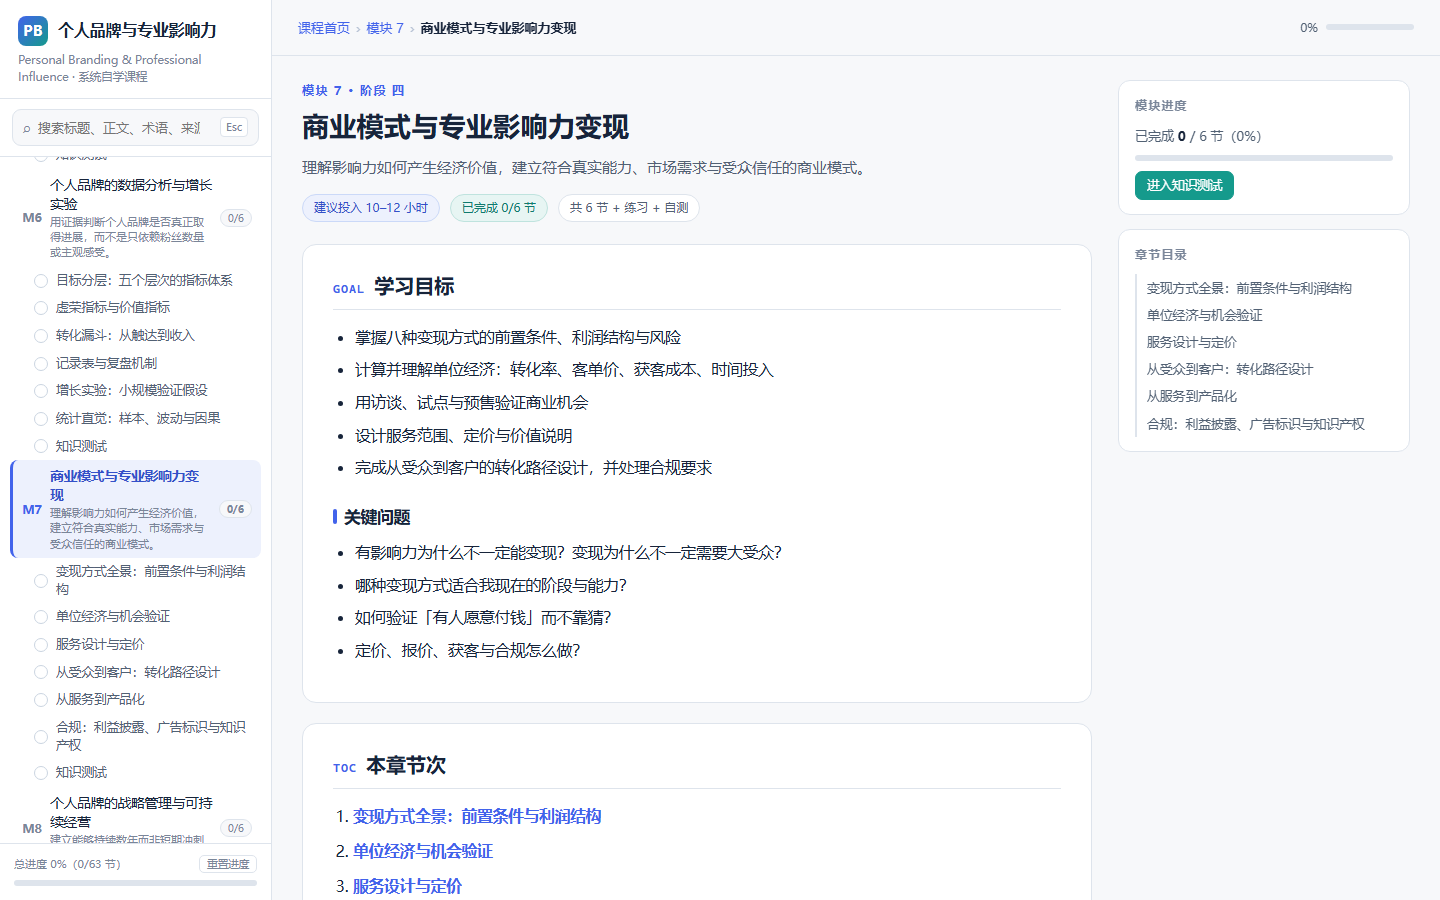 PB 个人品牌与专业影响力
Personal Branding & Professional
Influence · 系统自学课程
搜索标题、正文、术语、来
Esc
知识测试
个人品牌的数据分析与增长
实验
M6
用证据判断个人品牌是否真正取
得进展，而不是只依赖粉丝数量
或主观感受。
0/6
目标分层：五个层次的指标体系
虚荣指标与价值指标
转化漏斗：从触达到收入
记录表与复盘机制
增长实验：小规模验证假设
统计直觉：样本、波动与因果
知识测试
商业模式与专业影响力变
现
M7
理解影响力如何产生经济价值，
建立符合真实能力、市场需求与
受众信任的商业模式。
0/6
变现方式全景：前置条件与利润结
构
单位经济与机会验证
服务设计与定价
从受众到客户：转化路径设计
从服务到产品化
合规：利益披露、广告标识与知识
产权
知识测试
个人品牌的战略管理与可持
续经营
M8
建立能够持续数年而非短期冲刺
0/6
总进度 0%（0/63 节）
重置进度
课程首页 › 模块 7 › 商业模式与专业影响力变现
0%
模块 7 • 阶段 四
商业模式与专业影响力变现
理解影响力如何产生经济价值，建立符合真实能力、市场需求与受众信任的商业模式。
建议投入 10–12 小时
已完成 0/6 节
共 6 节 + 练习 + 自测
GOAL 学习目标
• 掌握八种变现方式的前置条件、利润结构与风险
• 计算并理解单位经济：转化率、客单价、获客成本、时间投入
• 用访谈、试点与预售验证商业机会
• 设计服务范围、定价与价值说明
• 完成从受众到客户的转化路径设计，并处理合规要求
关键问题
• 有影响力为什么不一定能变现？变现为什么不一定需要大受众？
• 哪种变现方式适合我现在的阶段与能力？
• 如何验证「有人愿意付钱」而不靠猜？
• 定价、报价、获客与合规怎么做？
TOC 本章节次
1. 变现方式全景：前置条件与利润结构
2. 单位经济与机会验证
3. 服务设计与定价
模块进度
已完成 0 / 6 节（0%）
进入知识测试
章节目录
变现方式全景：前置条件与利润结构
单位经济与机会验证
服务设计与定价
从受众到客户：转化路径设计
从服务到产品化
合规：利益披露、广告标识与知识产权